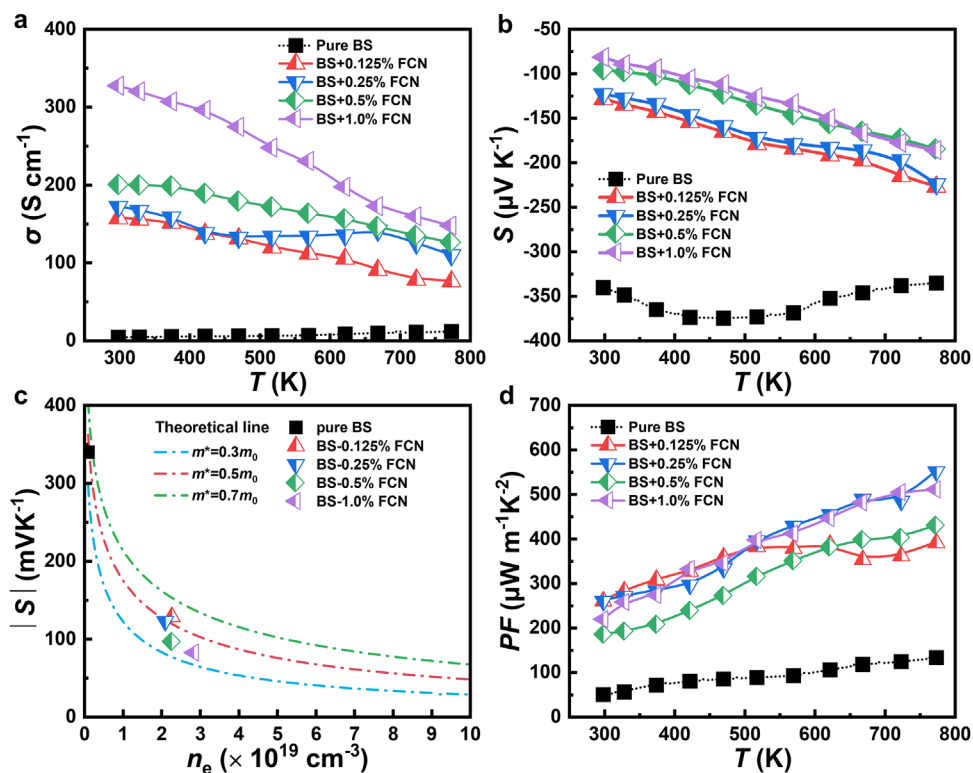 a
400
300
200
100
0
σ (S cm⁻¹)
300 400 500 600 700 800
T (K)
Pure BS
BS+0.125% FCN
BS+0.25% FCN
BS+0.5% FCN
BS+1.0% FCN
b
-50
-100
-150
-200
-250
-300
-350
-400
S (μV K⁻¹)
300 400 500 600 700 800
T (K)
Pure BS
BS+0.125% FCN
BS+0.25% FCN
BS+0.5% FCN
BS+1.0% FCN
c
400
300
200
100
0
|S| (mVK⁻¹)
0 1 2 3 4 5 6 7 8 9 10
nₑ (× 10¹⁹ cm⁻³)
Theoretical line
m*=0.3m₀
m*=0.5m₀
m*=0.7m₀
pure BS
BS-0.125% FCN
BS-0.25% FCN
BS-0.5% FCN
BS-1.0% FCN
d
700
600
500
400
300
200
100
0
PF (μW m⁻¹K⁻²)
300 400 500 600 700 800
T (K)
Pure BS
BS+0.125% FCN
BS+0.25% FCN
BS+0.5% FCN
BS+1.0% FCN